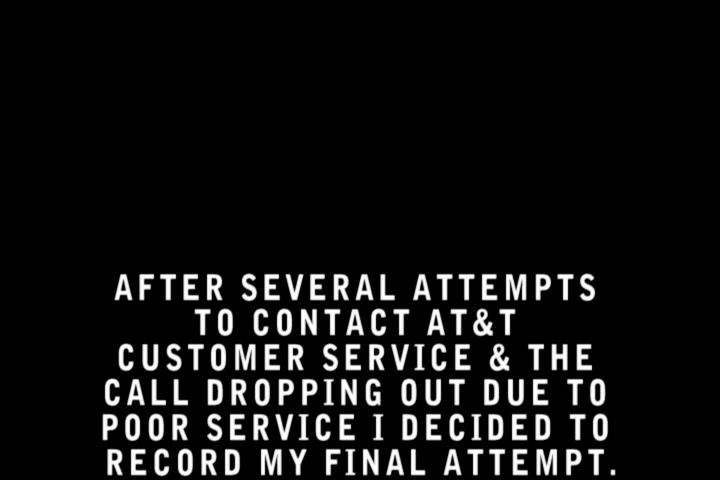 AFTER SEVERAL ATTEMPTS
TO CONTACT AT&T
CUSTOMER SERVICE & THE
CALL DROPPING OUT DUE TO
POOR SERVICE I DECIDED TO
RECORD MY FINAL ATTEMPT.